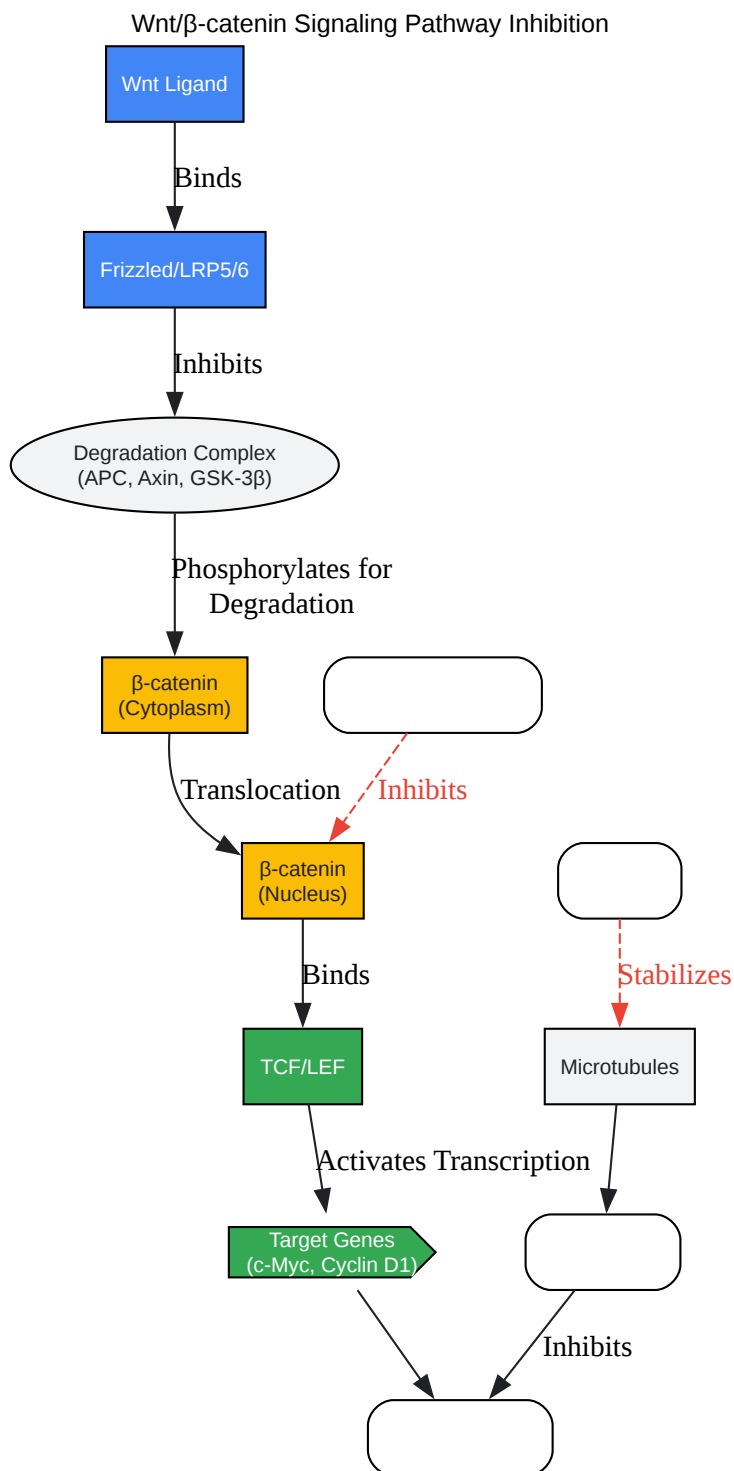 Wnt/β-catenin Signaling Pathway Inhibition
Wnt Ligand
Binds
Frizzled/LRP5/6
Inhibits
Degradation Complex
(APC, Axin, GSK-3β)
Phosphorylates for
Degradation
β-catenin
(Cytoplasm)
Translocation
Inhibits
β-catenin
(Nucleus)
Binds
Stabilizes
TCF/LEF
Microtubules
Activates Transcription
Target Genes
(c-Myc, Cyclin D1)
Inhibits